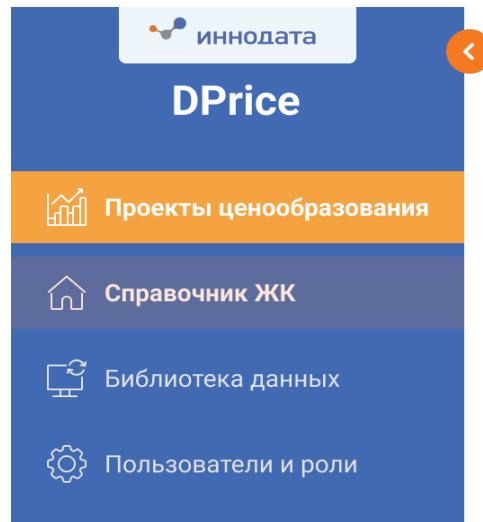 иннодата
DPrice
Проекты ценообразования
Справочник ЖК
Библиотека данных
Пользователи и роли